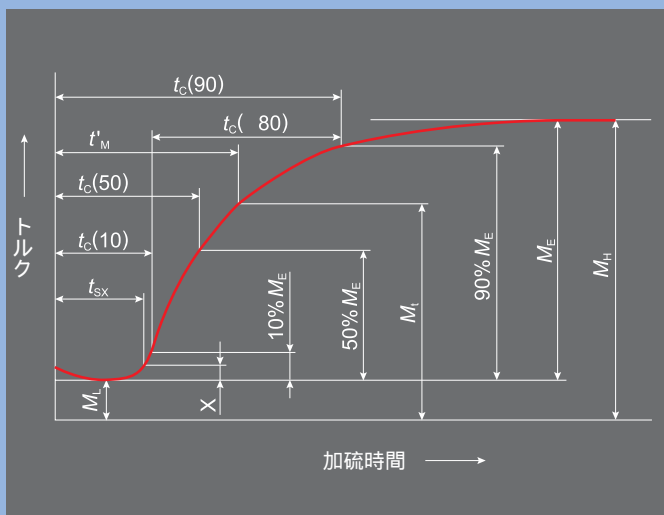 tc(90)
tc( 80)
t'M
tc(50)
tc(10)
tSX
トルク
ML
X
10% ME
50% ME
Mt
90% ME
ME
MH
加硫時間